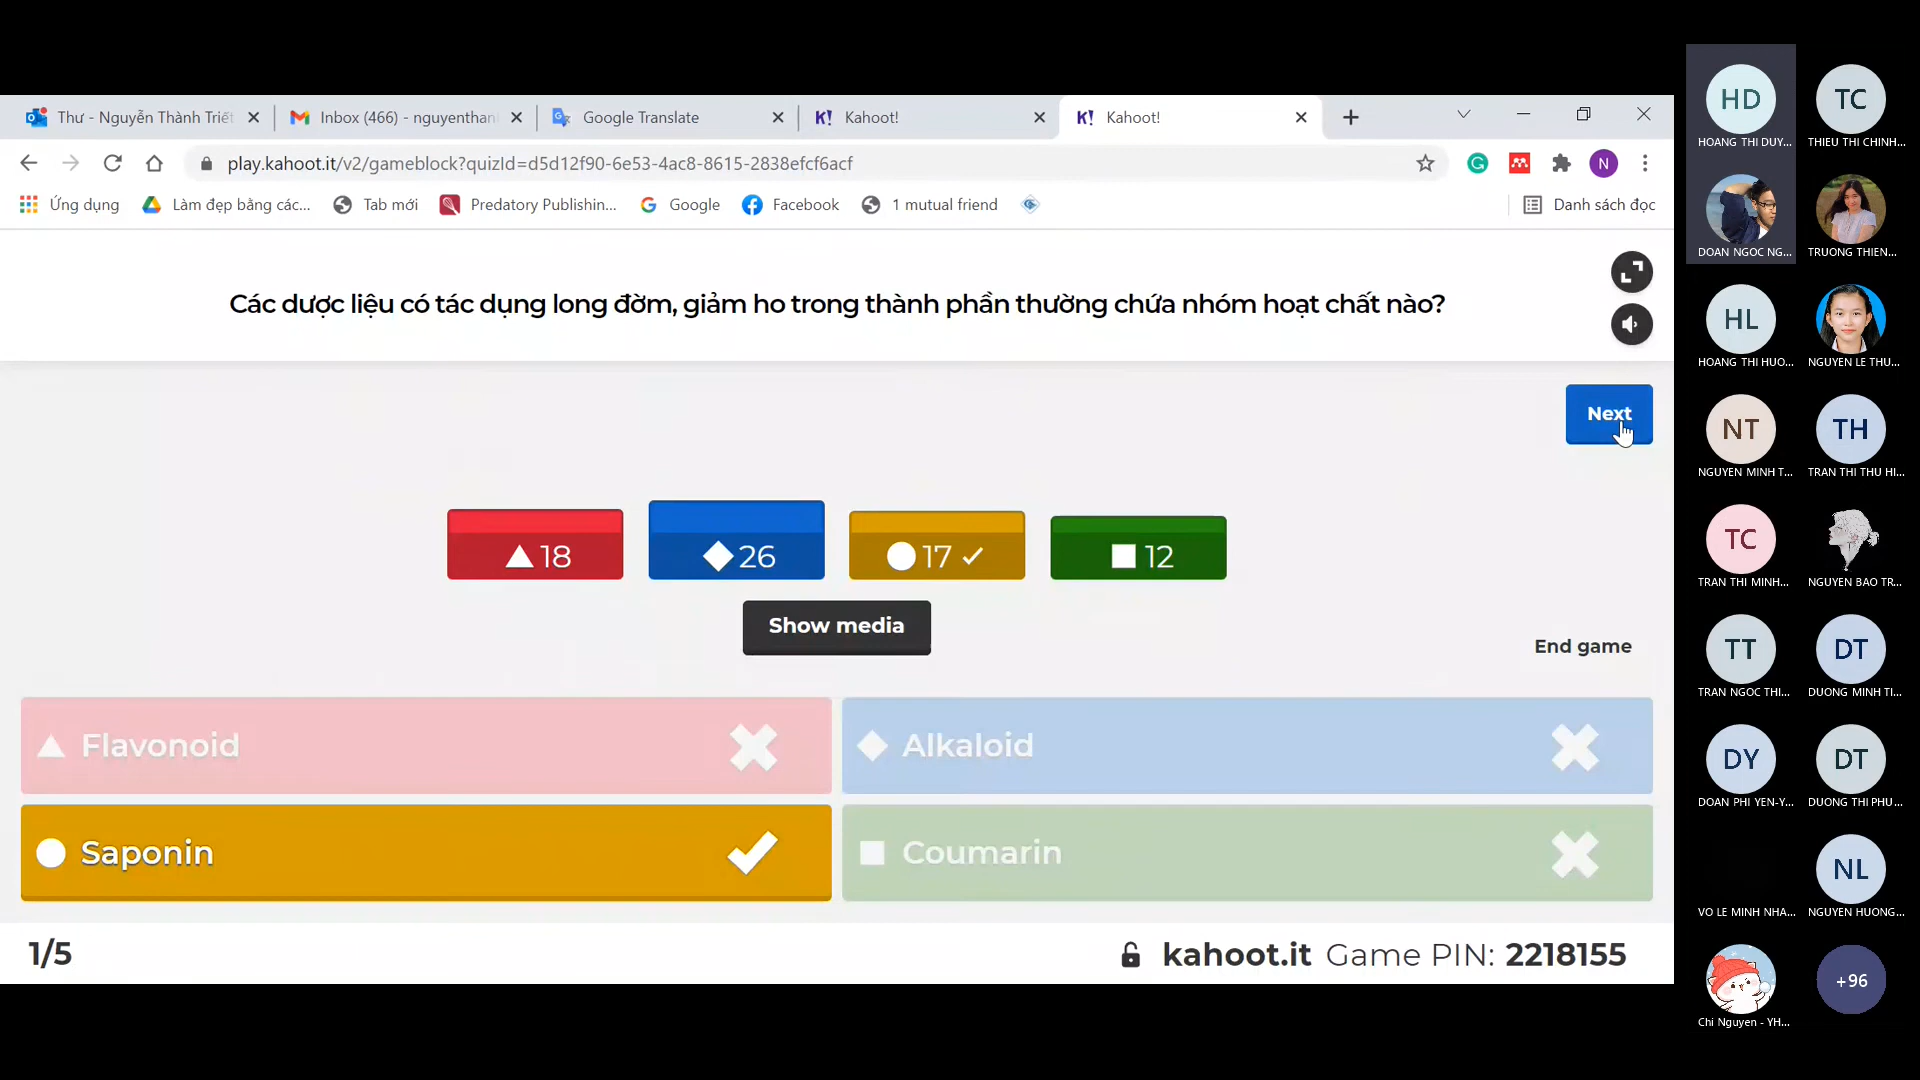 Thư - Nguyễn Thành Triết
Inbox (466) - nguyenthan
Google Translate
Kahoot!
Kahoot!
play.kahoot.it/v2/gameblock?quizId=d5d12f90-6e53-4ac8-8615-2838efcf6acf
N
Ứng dụng
Làm đẹp bằng các...
Tab mới
Predatory Publishin...
Google
Facebook
1 mutual friend
Danh sách đọc
Các dược liệu có tác dụng long đờm, giảm ho trong thành phần thường chứa nhóm hoạt chất nào?
Next
18
26
17
12
Show media
End game
Flavonoid
Alkaloid
Saponin
Coumarin
1/5
kahoot.it Game PIN: 2218155
HD
HOANG THI DUY...
TC
THIEU THI CHINH...
DOAN NGOC NG...
TRUONG THIEN...
HL
HOANG THI HUO...
NGUYEN LE THU...
NT
NGUYEN MINH T...
TH
TRAN THI THU HI...
TC
TRAN THI MINH...
NGUYEN BAO TR...
TT
TRAN NGOC THI...
DT
DUONG MINH TI...
DY
DOAN PHI YEN-Y...
DT
DUONG THI PHU...
VO LE MINH NHA...
NL
NGUYEN HUONG...
Chi Nguyen - YH...
+96